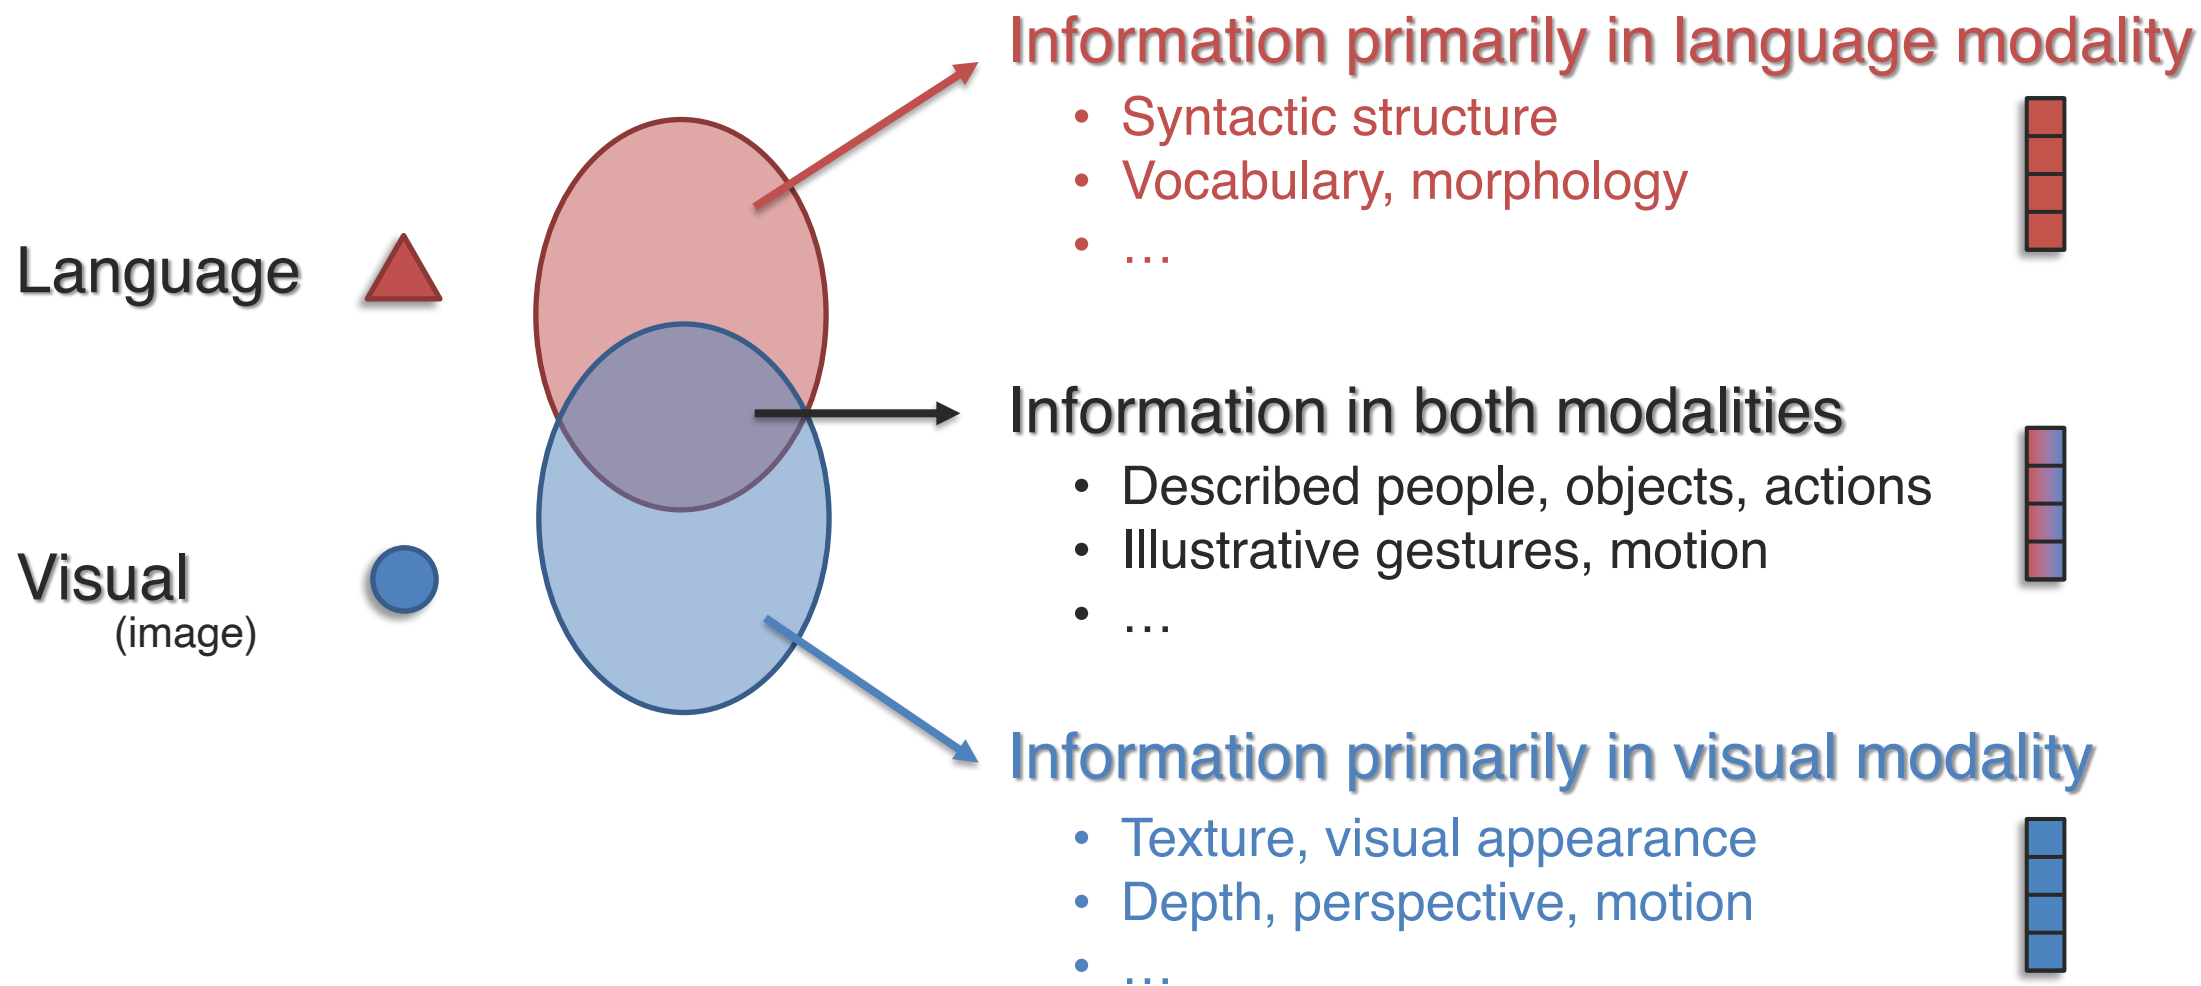 Information primarily in language modality
• Syntactic structure
• Vocabulary, morphology
• …
Language
Information in both modalities
• Described people, objects, actions
• Illustrative gestures, motion
• …
Visual
(image)
Information primarily in visual modality
• Texture, visual appearance
• Depth, perspective, motion
• …